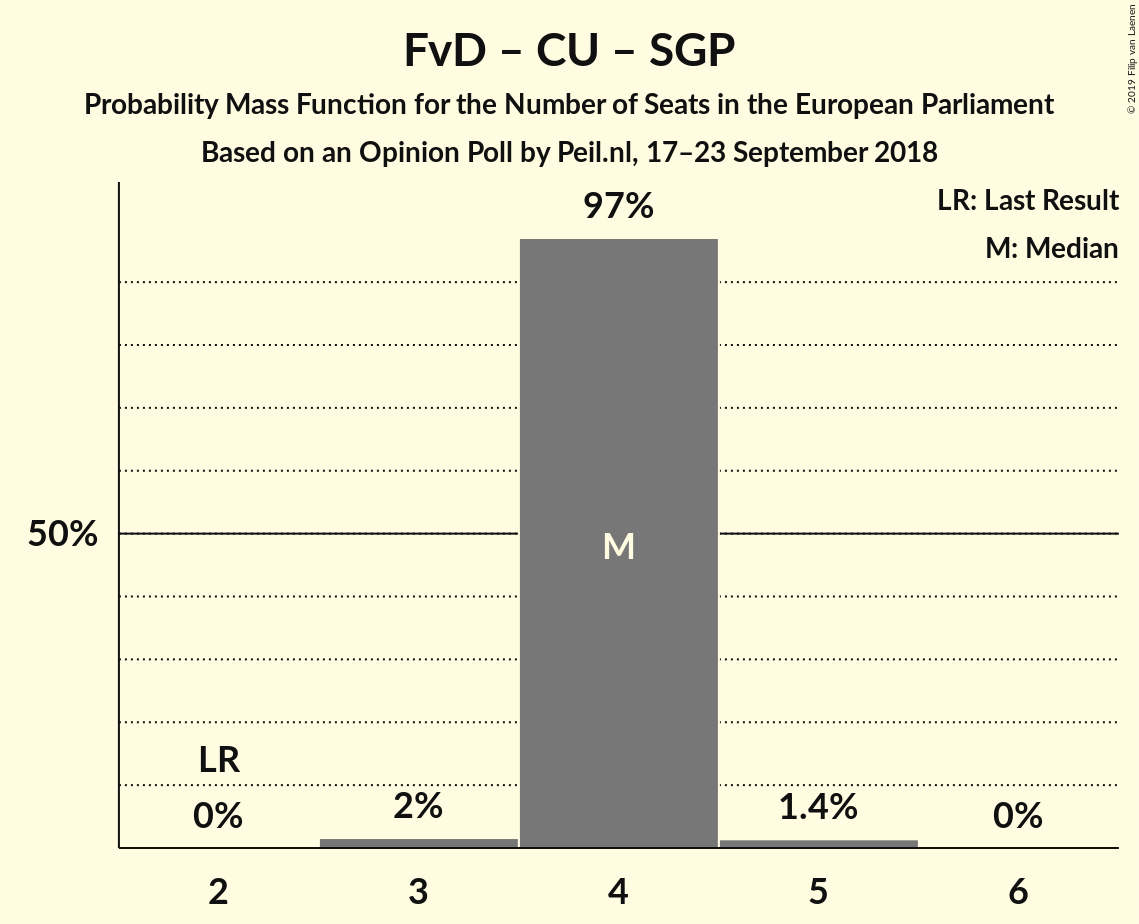 FvD – CU – SGP
Probability Mass Function for the Number of Seats in the European Parliament
Based on an Opinion Poll by Peil.nl, 17–23 September 2018
© 2019 Filip van Laenen
LR: Last Result
M: Median
97%
50%
M
LR
0%
2%
1.4%
0%
2
3
4
5
6